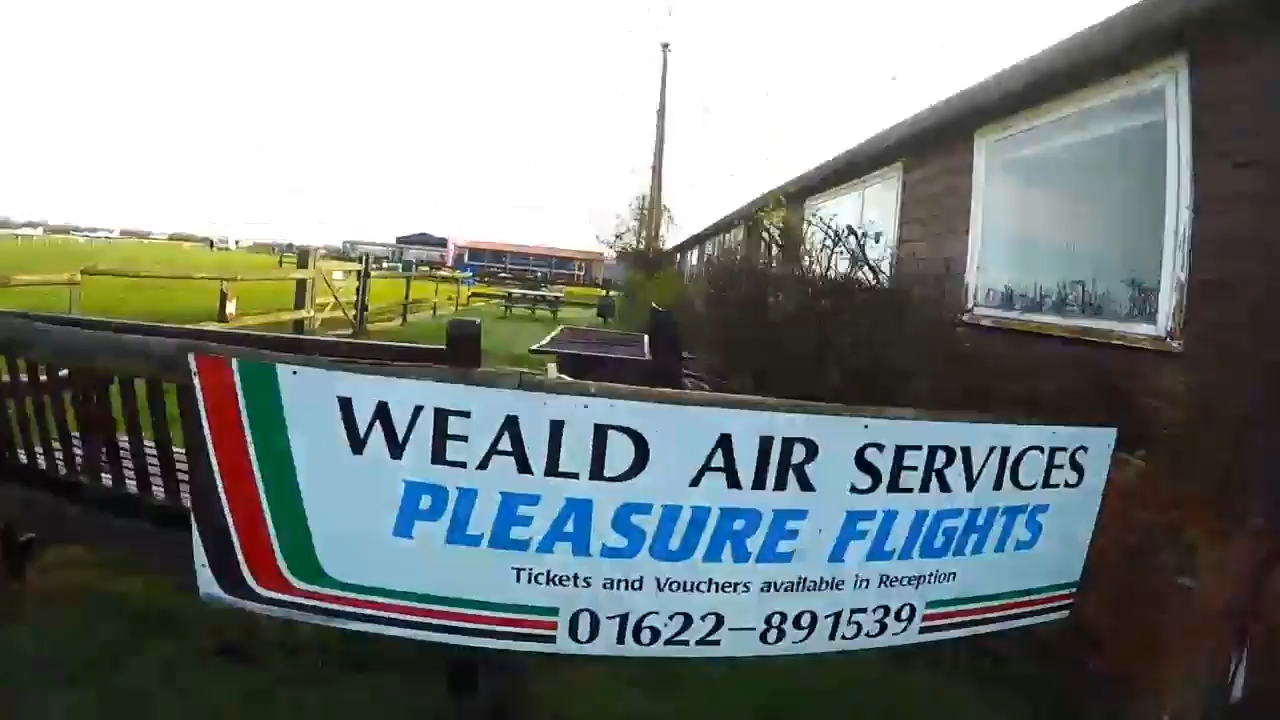 WEALD AIR SERVICES
PLEASURE FLIGHTS
Tickets and Vouchers available in Reception
01622-891539